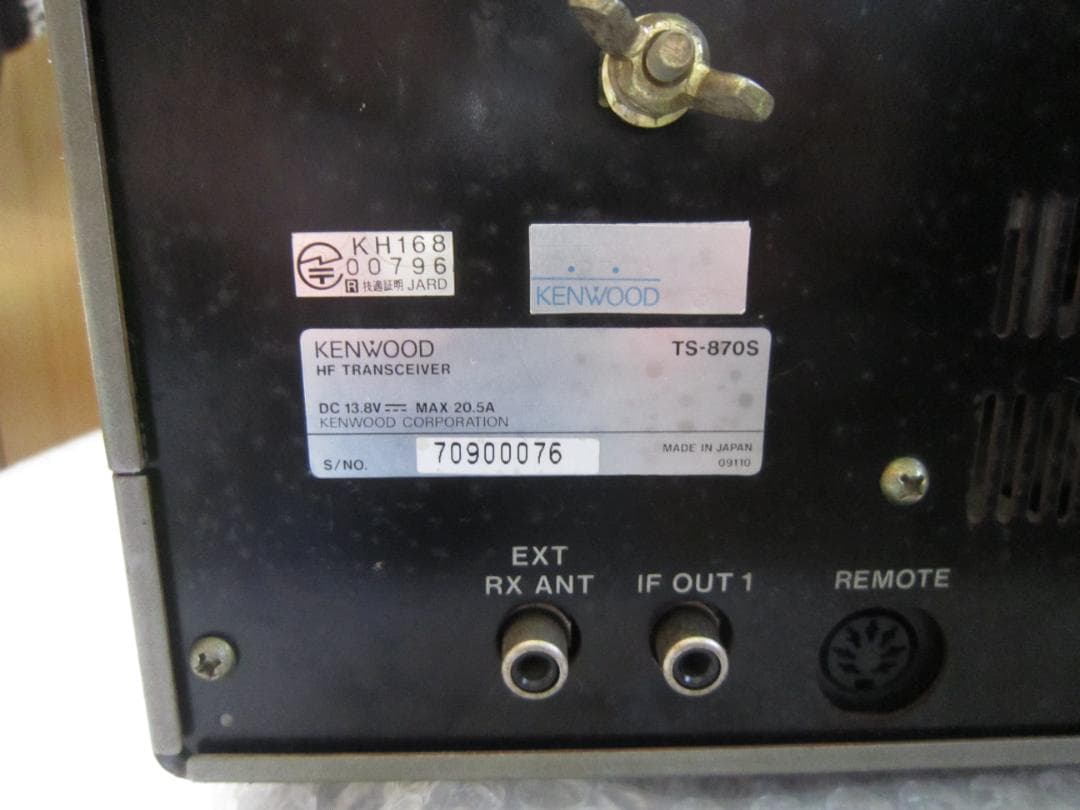 KH168
00796
R 技適証明 JARD
KENWOOD
KENWOOD TS-870S
HF TRANSCEIVER
DC 13.8V ⎓ MAX 20.5A
KENWOOD CORPORATION
S/NO. 70900076 MADE IN JAPAN
09110
EXT
RX ANT
IF OUT 1
REMOTE